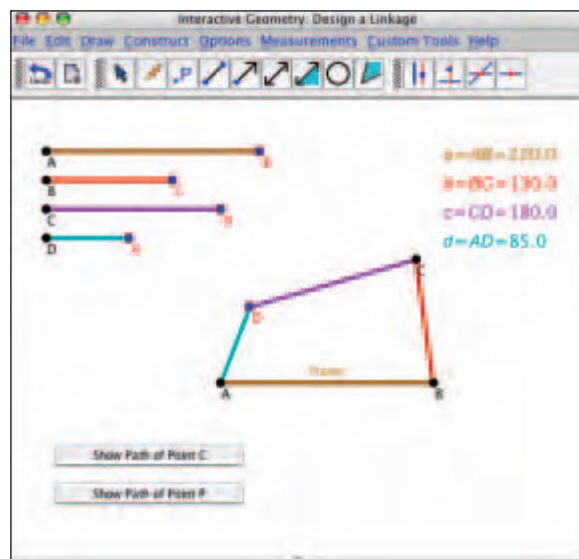 Interactive Geometry: Design a Linkage
File Edit Draw Construct Options Measurements Custom Tools Help
P
A
B
C
D
a=AB=220.0
b=BC=130.0
c=CD=180.0
d=AD=85.0
C
D
Frame
A
B
Show Path of Point C
Show Path of Point P